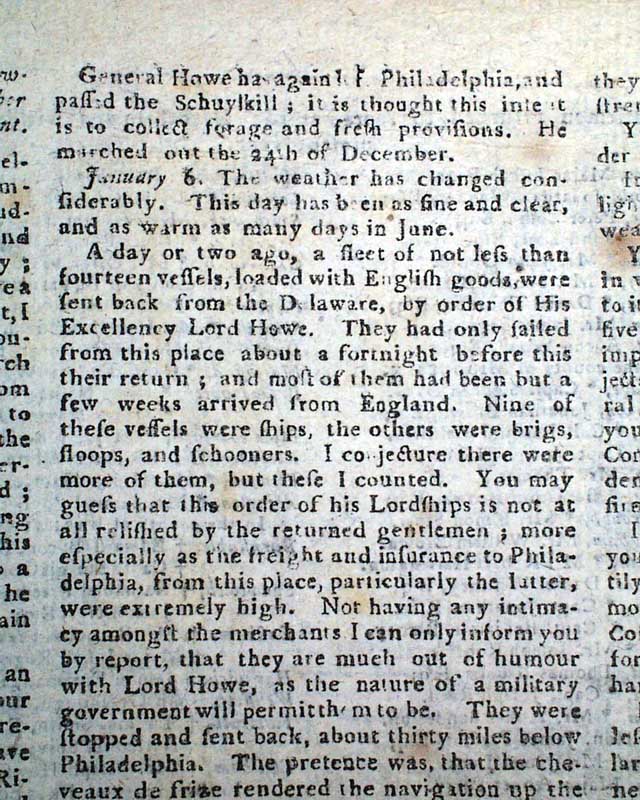 General Howe has again l f. Philadelphia, and
paſſed the Schuylkill ; it is thought this inte t
is to collect forage and freſh proviſions. He
marched out the 24th of December.
January 6. The weather has changed con-
ſiderably. This day has been as fine and clear,
and as warm as many days in June.
A day or two ago, a fleet of not leſs than
fourteen veſſels, loaded with Engliſh goods, were
ſent back from the Delaware, by order of His
Excellency Lord Howe. They had only ſailed
from this place about a fortnight before this
their return ; and moſt of them had been but a
few weeks arrived from England. Nine of
theſe veſſels were ſhips, the others were brigs,
ſloops, and ſchooners. I conjecture there were
more of them, but theſe I counted. You may
gueſs that this order of his Lordſhips is not at
all reliſhed by the returned gentlemen ; more
eſpecially as the freight and inſurance to Phila-
delphia, from this place, particularly the latter,
were extremely high. Not having any intima-
cy amongſt the merchants I can only inform you
by report, that they are much out of humour
with Lord Howe, as the nature of a military
government will permit them to be. They were
ſtopped and ſent back, about thirty miles below
Philadelphia. The pretence was, that the che-
veaux de frize rendered the navigation up the